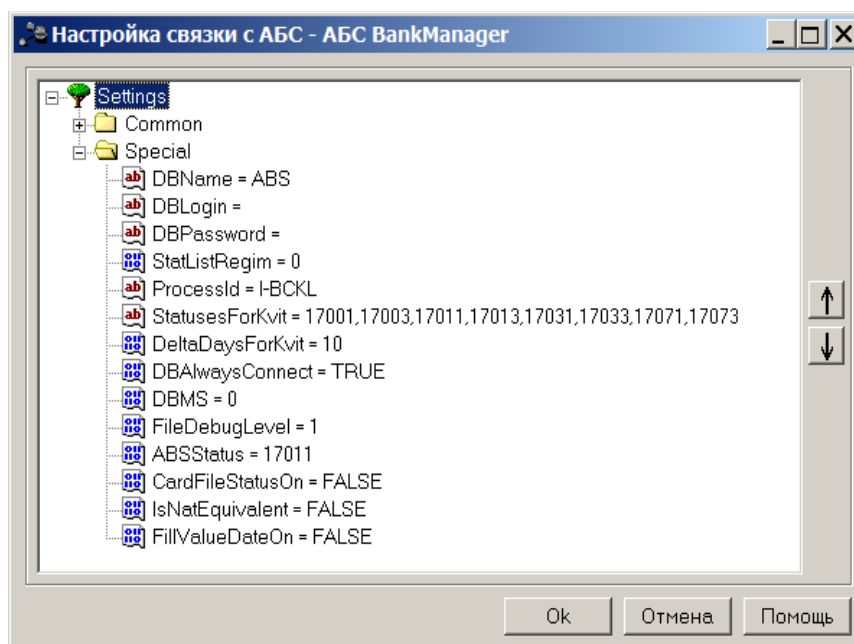 Настройка связки с АБС - АБС BankManager
Settings
Common
Special
DBName = ABS
DBLogin =
DBPassword =
StatListRegim = 0
ProcessId = I-BCKL
StatusesForKvit = 17001,17003,17011,17013,17031,17033,17071,17073
DeltaDaysForKvit = 10
DBAlwaysConnect = TRUE
DBMS = 0
FileDebugLevel = 1
ABSStatus = 17011
CardFileStatusOn = FALSE
IsNatEquivalent = FALSE
FillValueDateOn = FALSE
Ok Отмена Помощь